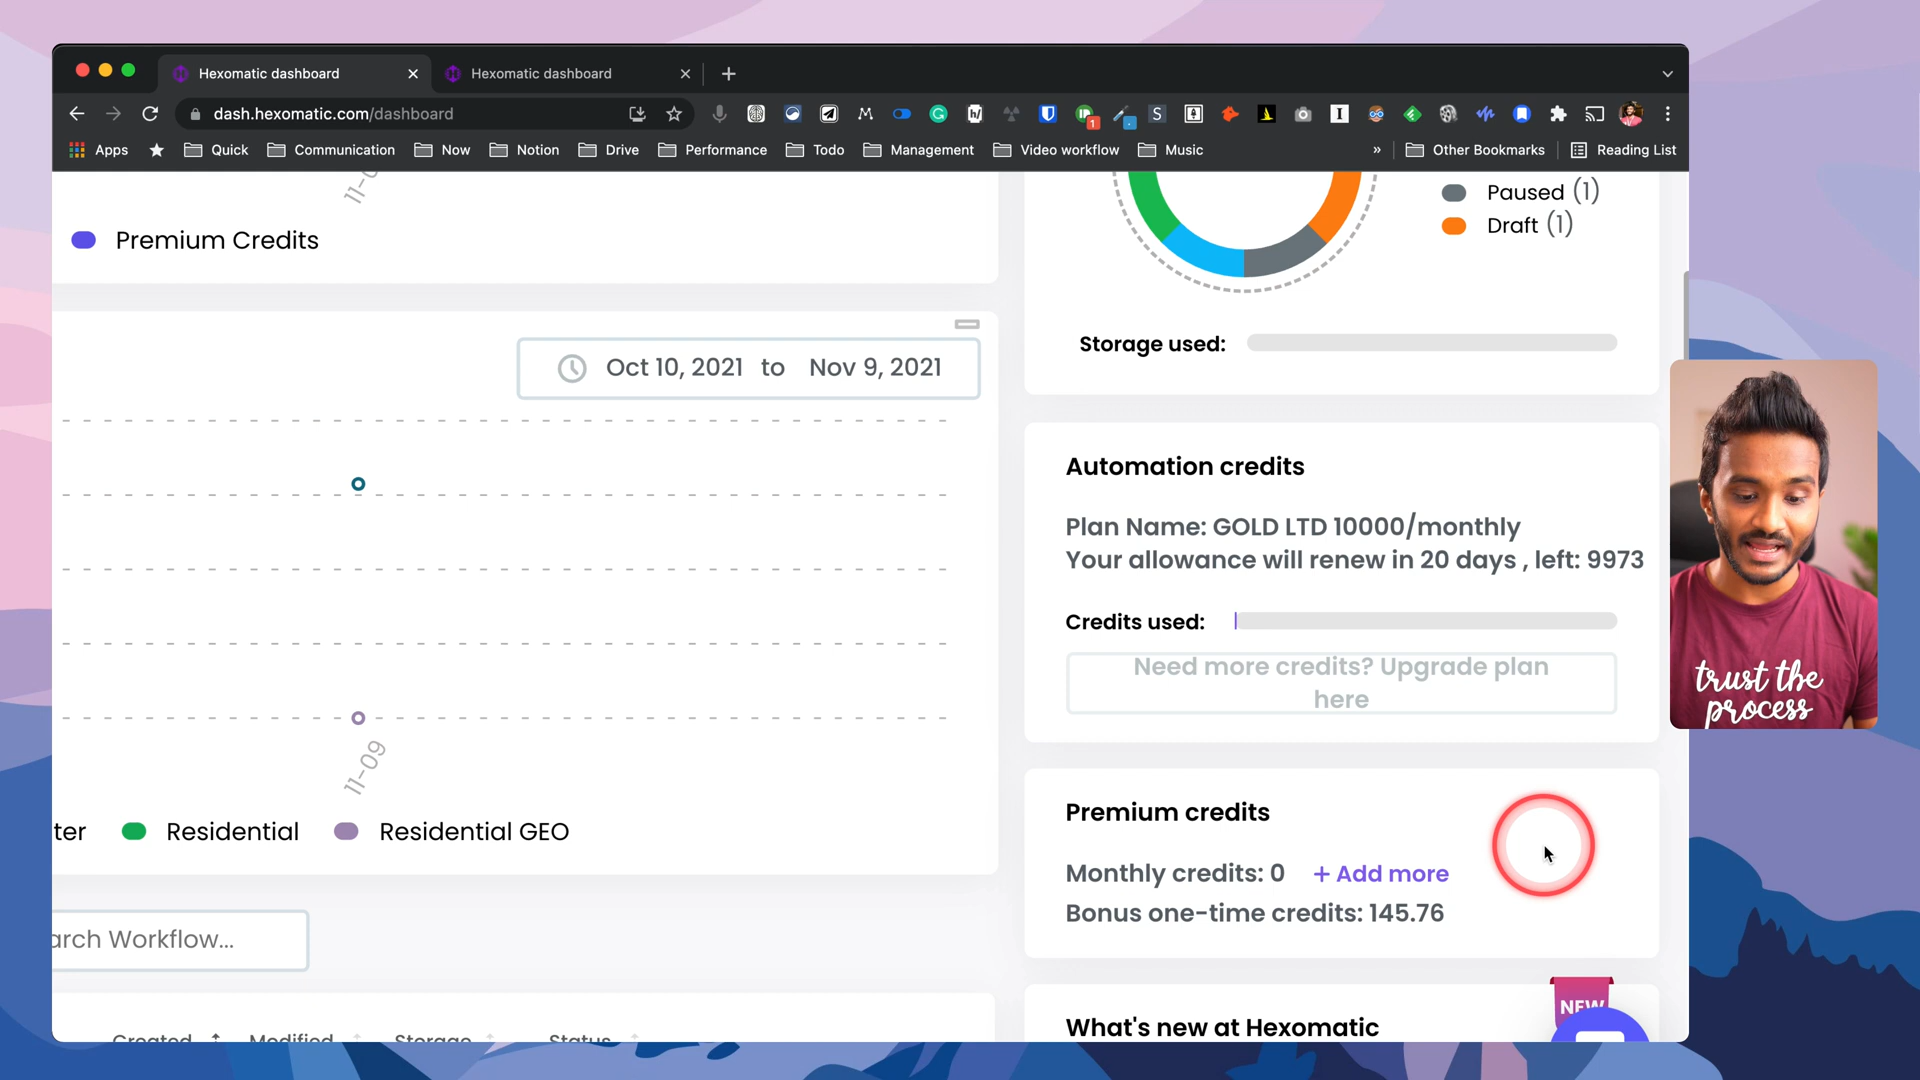 Hexomatic dashboard
Hexomatic dashboard
dash.hexomatic.com/dashboard
Apps
Quick
Communication
Now
Notion
Drive
Performance
Todo
Management
Video workflow
Music
»
Other Bookmarks
Reading List
Premium Credits
Oct 10, 2021 to Nov 9, 2021
11-09
ter
Residential
Residential GEO
arch Workflow...
Created
Modified
Storage
Status
Paused (1)
Draft (1)
Storage used:
Automation credits
Plan Name: GOLD LTD 10000/monthly
Your allowance will renew in 20 days , left: 9973
Credits used:
Need more credits? Upgrade plan
here
Premium credits
Monthly credits: 0 + Add more
Bonus one-time credits: 145.76
NEW
What's new at Hexomatic
trust the
process